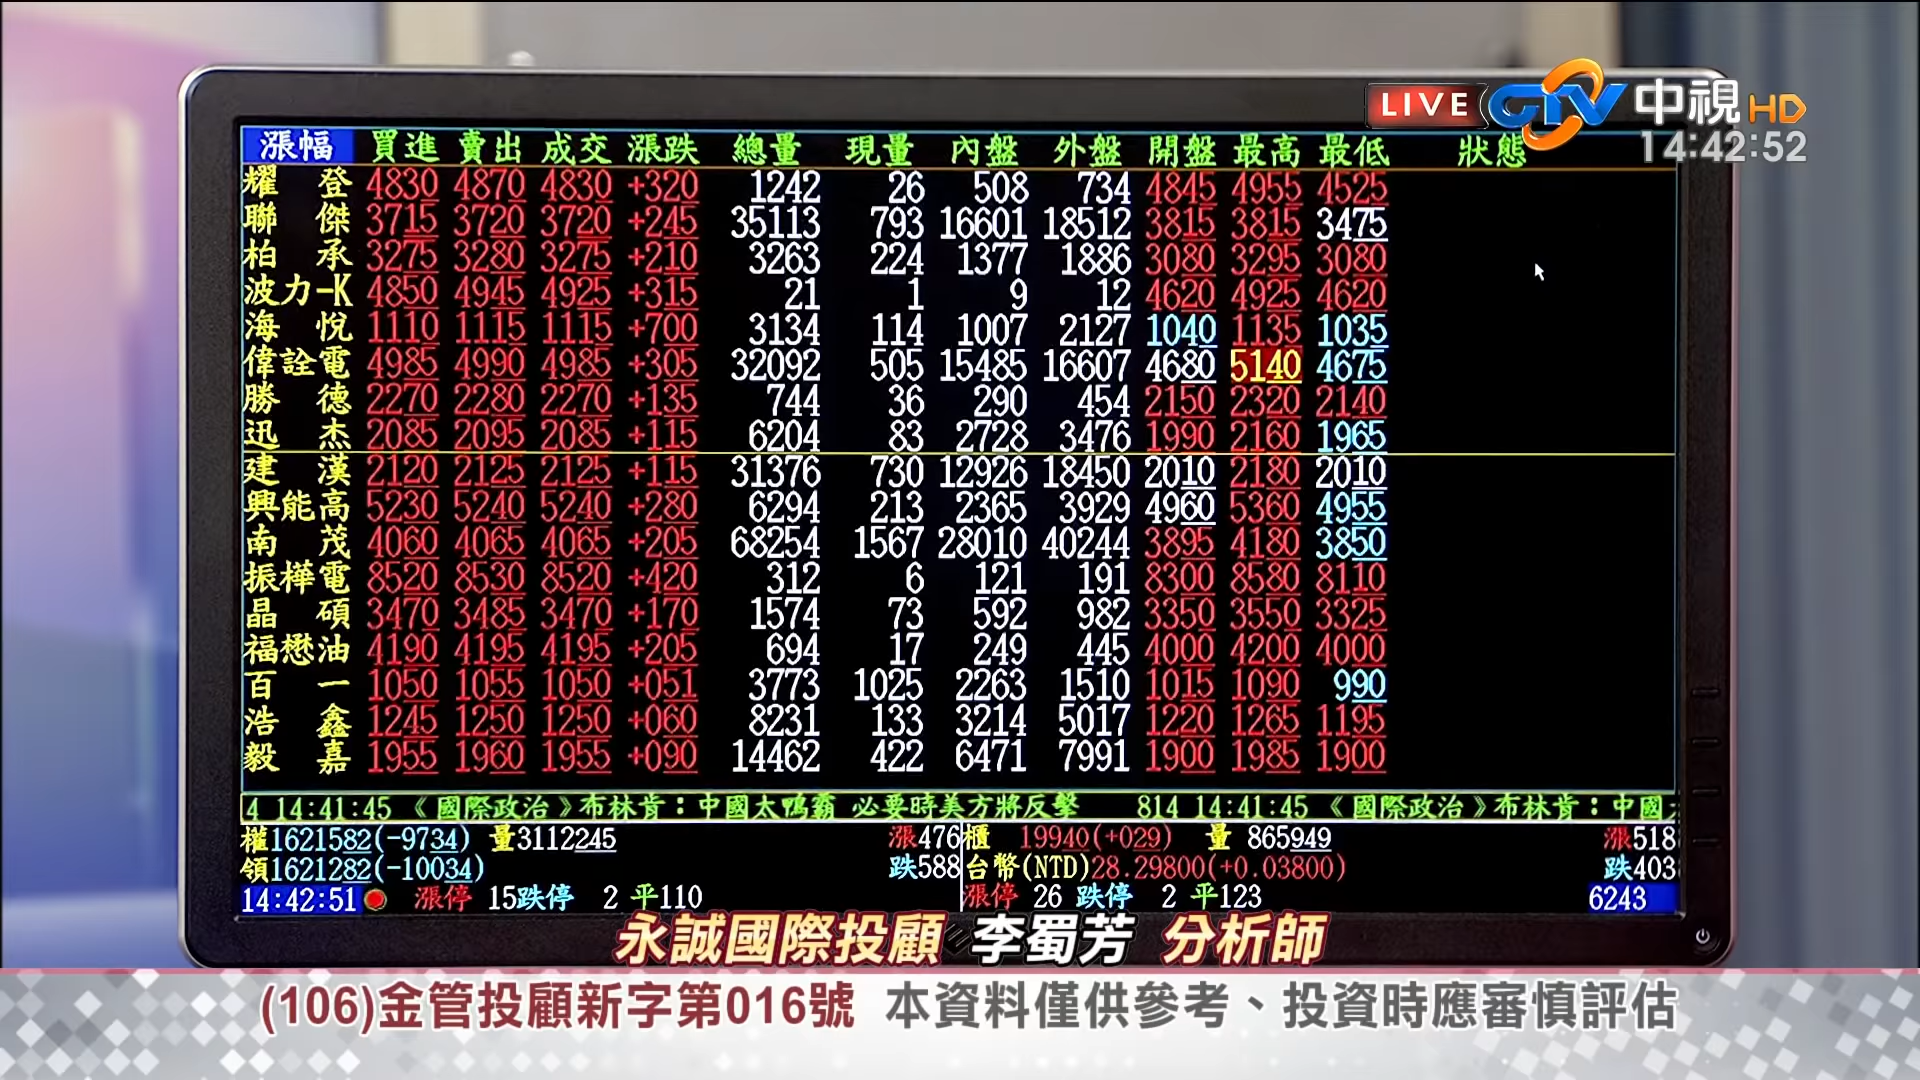 LIVE CTV 中視 HD
14:42:52
漲幅 買進 賣出 成交 漲跌 總量 現量 內盤 外盤 開盤 最高 最低 狀態
耀登 4830 4870 4830 +320 1242 26 508 734 4845 4955 4525
聯傑 3715 3720 3720 +245 35113 793 16601 18512 3815 3815 3475
柏承 3275 3280 3275 +210 3263 224 1377 1886 3080 3295 3080
波力-K 4850 4945 4925 +315 21 1 9 12 4620 4925 4620
海悅 1110 1115 1115 +700 3134 114 1007 2127 1040 1135 1035
偉詮電 4985 4990 4985 +305 32092 505 15485 16607 4680 5140 4675
勝德 2270 2280 2270 +135 744 36 290 454 2150 2320 2140
迅杰 2085 2095 2085 +115 6204 83 2728 3476 1990 2160 1965
建漢 2120 2125 2125 +115 31376 730 12926 18450 2010 2180 2010
興能高 5230 5240 5240 +280 6294 213 2365 3929 4960 5360 4955
南茂 4060 4065 4065 +205 68254 1567 28010 40244 3895 4180 3850
振樺電 8520 8530 8520 +420 312 6 121 191 8300 8580 8110
晶碩 3470 3485 3470 +170 1574 73 592 982 3350 3550 3325
福懋油 4190 4195 4195 +205 694 17 249 445 4000 4200 4000
百一 1050 1055 1050 +051 3773 1025 2263 1510 1015 1090 990
浩鑫 1245 1250 1250 +060 8231 133 3214 5017 1220 1265 1195
毅嘉 1955 1960 1955 +090 14462 422 6471 7991 1900 1985 1900
4 14:41:45 《國際政治》布林肯：中國太鴨霸 必要時美方將反擊 814 14:41:45 《國際政治》布林肯：中國
權1621582(-9734) 量3112245 漲476 櫃 19940(+029) 量 865949 漲518
領1621282(-10034) 跌588 台幣(NTD)28.29800(+0.03800) 跌403
14:42:51 漲停 15跌停 2 平110 漲停 26 跌停 2 平123 6243
永誠國際投顧 李蜀芳 分析師
(106)金管投顧新字第016號 本資料僅供參考、投資時應審慎評估